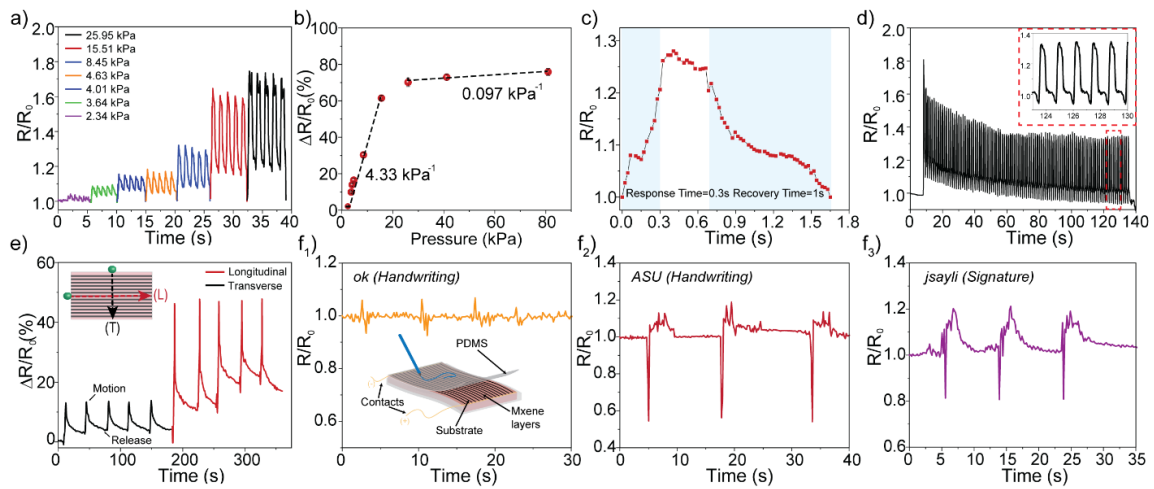 a)
R/R0
2.0
1.8
1.6
1.4
1.2
1.0
25.95 kPa
15.51 kPa
8.45 kPa
4.63 kPa
4.01 kPa
3.64 kPa
2.34 kPa
0 5 10 15 20 25 30 35 40
Time (s)
b)
ΔR/R0(%)
100
80
60
40
20
0
4.33 kPa-1
0.097 kPa-1
0 20 40 60 80
Pressure (kPa)
c)
R/R0
1.3
1.2
1.1
1.0
Response Time=0.3s Recovery Time=1s
0.0 0.3 0.6 0.9 1.2 1.5 1.8
Time (s)
d)
R/R0
2.0
1.8
1.6
1.4
1.2
1.0
1.4
1.2
1.0
124 126 128 130
0 20 40 60 80 100 120 140
Time (s)
e)
ΔR/R0(%)
60
40
20
0
(L)
(T)
Longitudinal
Transverse
Motion
Release
0 100 200 300
Time (s)
f1)
R/R0
1.2
1.0
0.8
0.6
0.4
ok (Handwriting)
PDMS
(-)
Contacts
(+)
Mxene
layers
Substrate
0 10 20 30
Time (s)
f2)
R/R0
1.4
1.2
1.0
0.8
0.6
0.4
ASU (Handwriting)
0 10 20 30 40
Time (s)
f3)
R/R0
1.4
1.2
1.0
0.8
0.6
jsayli (Signature)
0 5 10 15 20 25 30 35
Time (s)